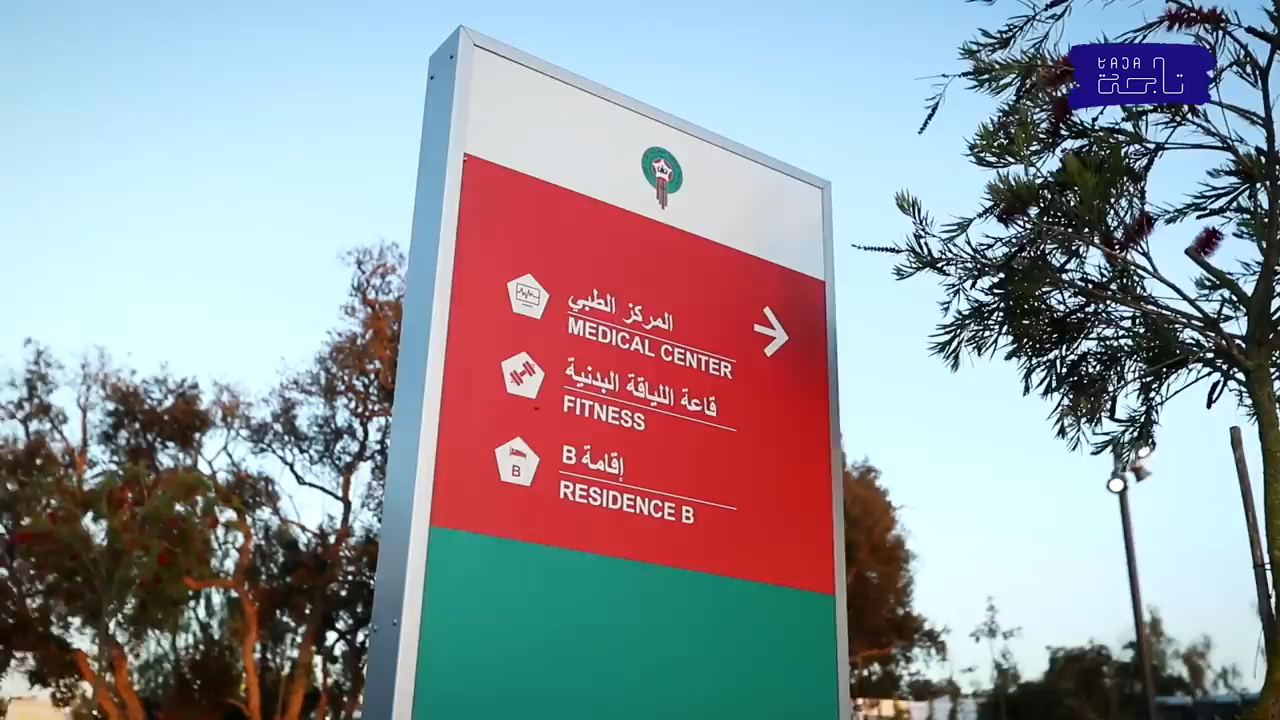 TAJA
تاجة
المركز الطبي
MEDICAL CENTER
قاعة اللياقة البدنية
FITNESS
إقامة B
RESIDENCE B
B